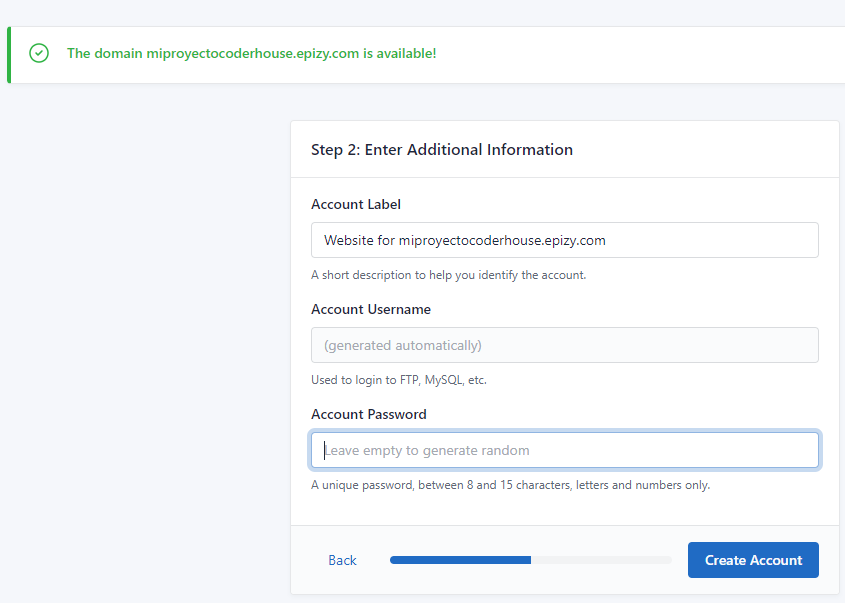 The domain miproyectocoderhouse.epizy.com is available!
Step 2: Enter Additional Information
Account Label
Website for miproyectocoderhouse.epizy.com
A short description to help you identify the account.
Account Username
(generated automatically)
Used to login to FTP, MySQL, etc.
Account Password
Leave empty to generate random
A unique password, between 8 and 15 characters, letters and numbers only.
Back
Create Account